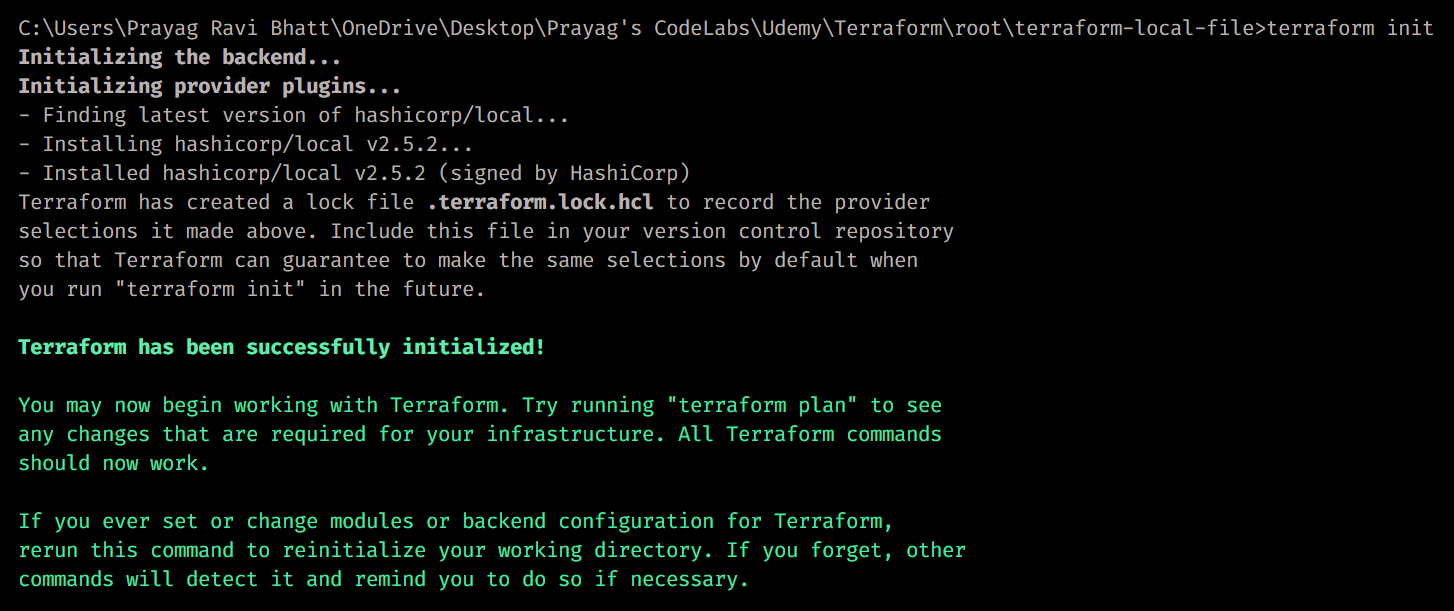 C:\Users\Prayag Ravi Bhatt\OneDrive\Desktop\Prayag's CodeLabs\Udemy\Terraform\root\terraform-local-file>terraform init
Initializing the backend...
Initializing provider plugins...
- Finding latest version of hashicorp/local...
- Installing hashicorp/local v2.5.2...
- Installed hashicorp/local v2.5.2 (signed by HashiCorp)
Terraform has created a lock file .terraform.lock.hcl to record the provider
selections it made above. Include this file in your version control repository
so that Terraform can guarantee to make the same selections by default when
you run "terraform init" in the future.
Terraform has been successfully initialized!
You may now begin working with Terraform. Try running "terraform plan" to see
any changes that are required for your infrastructure. All Terraform commands
should now work.
If you ever set or change modules or backend configuration for Terraform,
rerun this command to reinitialize your working directory. If you forget, other
commands will detect it and remind you to do so if necessary.